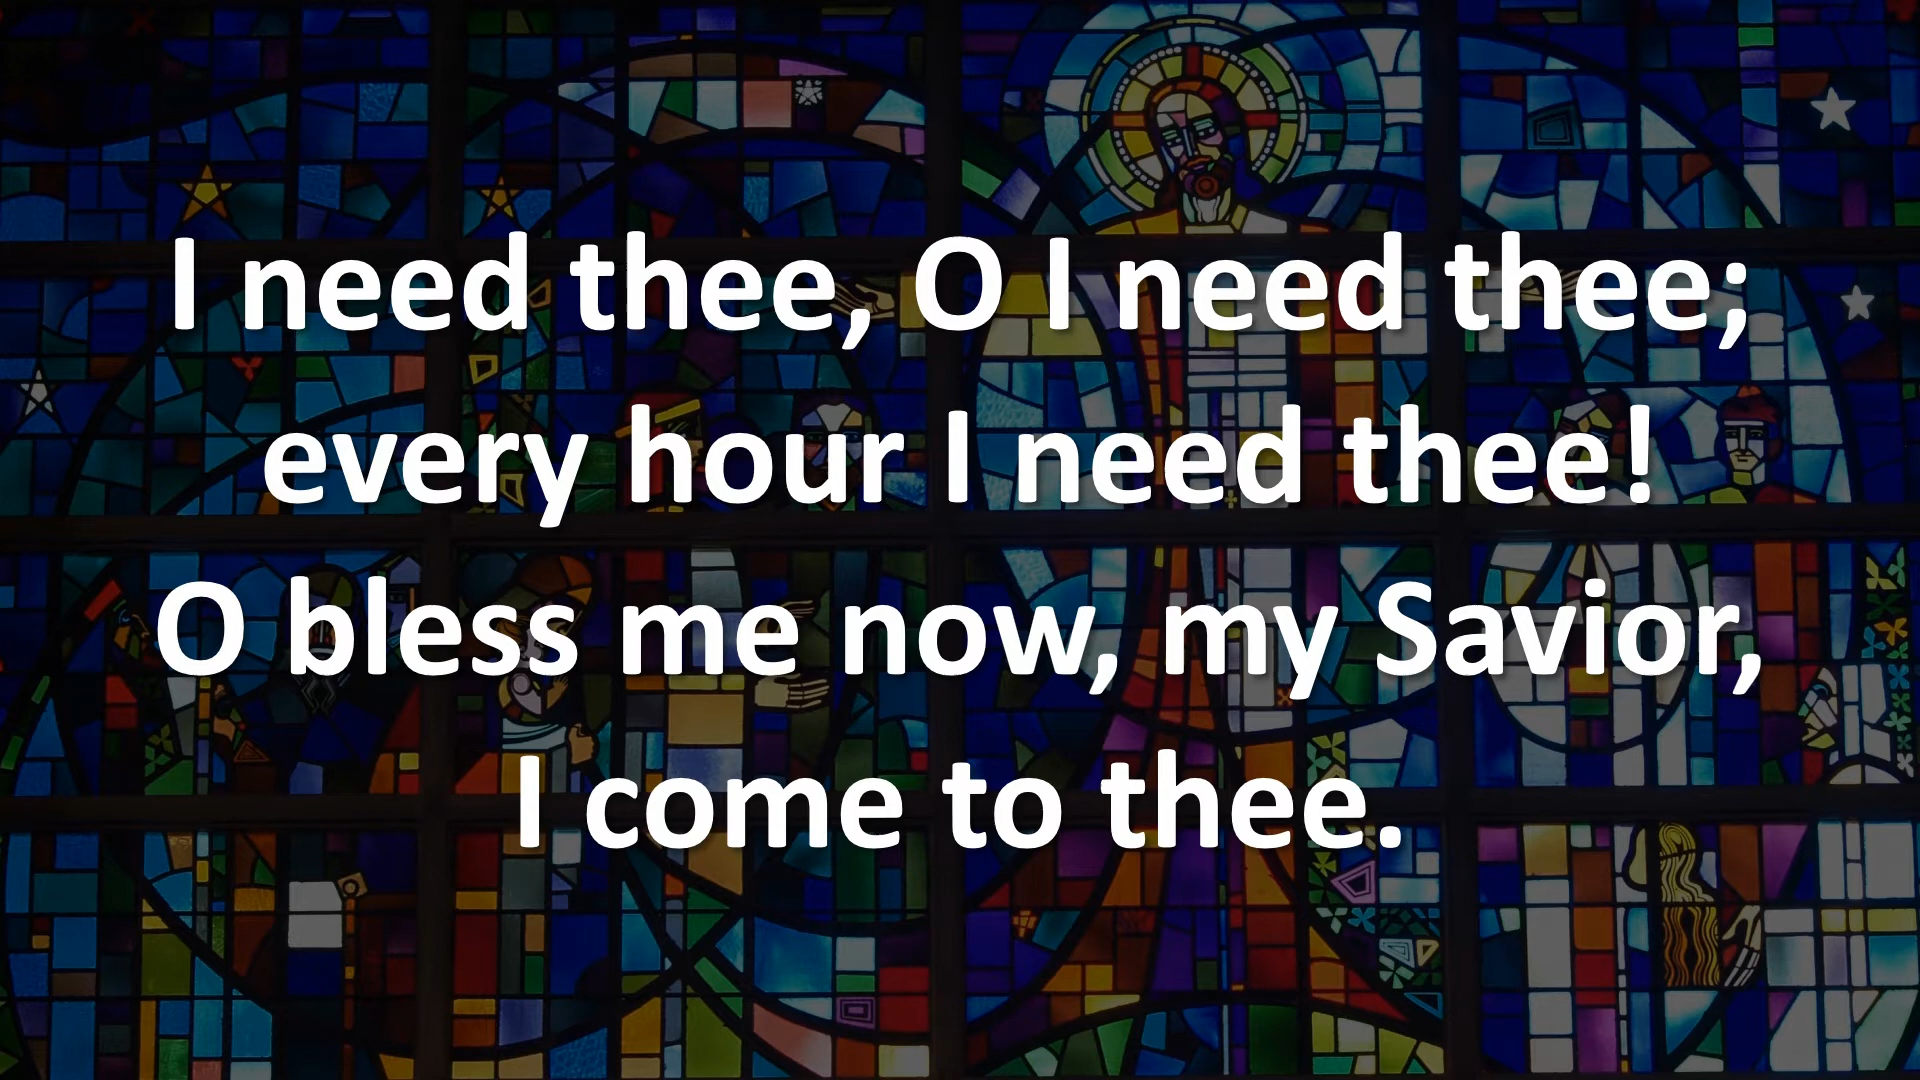 I need thee, O I need thee;
every hour I need thee!
O bless me now, my Savior,
I come to thee.